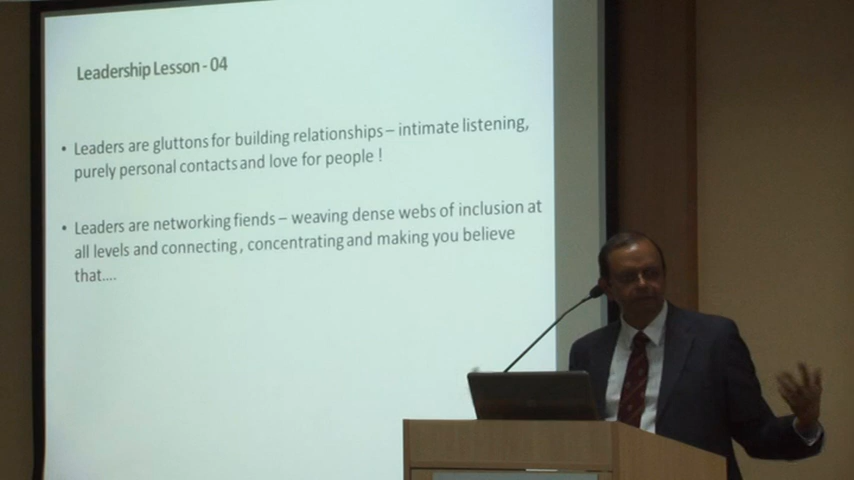 Leadership Lesson - 04
• Leaders are gluttons for building relationships – intimate listening,
purely personal contacts and love for people !
• Leaders are networking fiends – weaving dense webs of inclusion at
all levels and connecting, concentrating and making you believe
that....